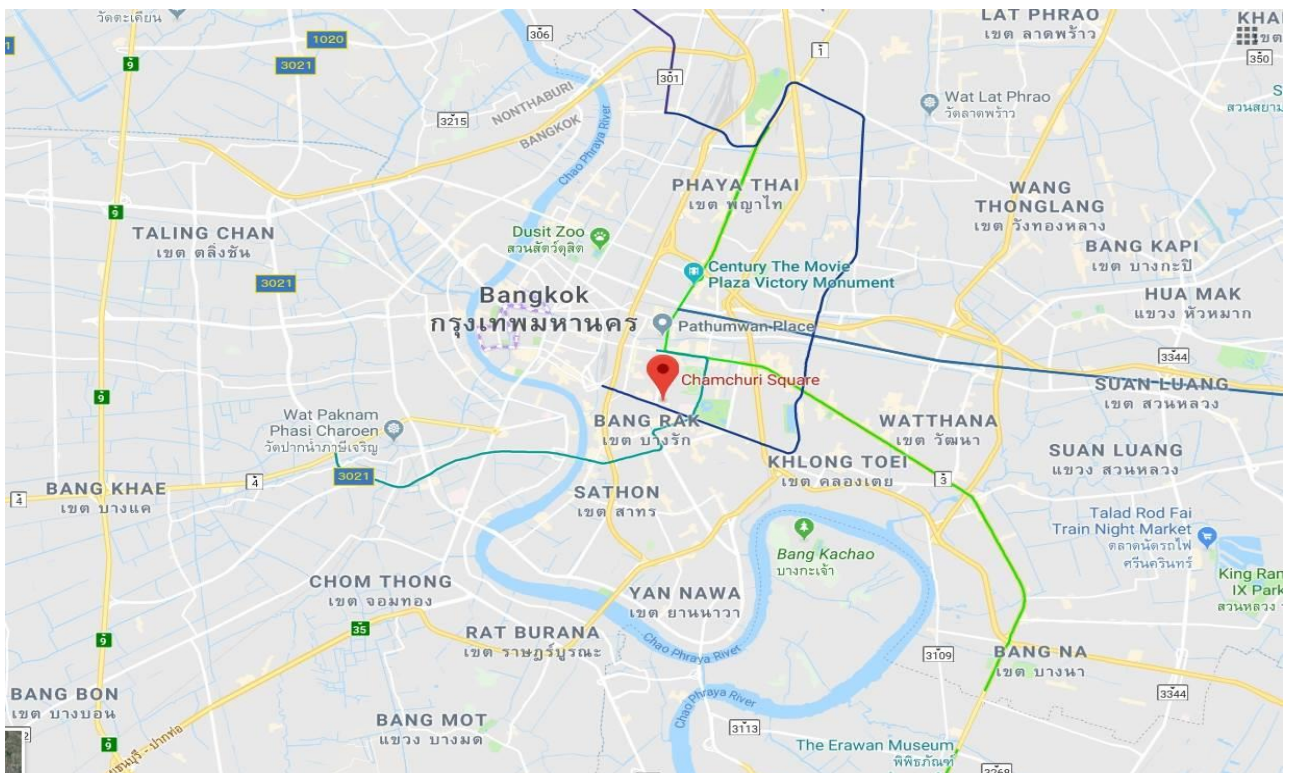 วัดตะเคียน
306
LAT PHRAO
เขต ลาดพร้าว
1020
3021
9
1
301
350
NONTHABURI
BANGKOK
3215
Chao Phraya River
Wat Lat Phrao
วัดลาดพร้าว
PHAYA THAI
เขต พญาไท
WANG
THONGLANG
เขต วังทองหลาง
9
TALING CHAN
เขต ตลิ่งชัน
Dusit Zoo
สวนสัตว์ดุสิต
BANG KAPI
เขต บางกะปิ
Century The Movie
Plaza Victory Monument
3021
Bangkok
กรุงเทพมหานคร
HUA MAK
แขวง หัวหมาก
Pathumwan Place
3344
Chamchuri Square
SUAN LUANG
เขต สวนหลวง
9
Wat Paknam
Phasi Charoen
วัดปากน้ำภาษีเจริญ
BANG RAK
เขต บางรัก
WATTHANA
เขต วัฒนา
SUAN LUANG
แขวง สวนหลวง
KHLONG TOEI
เขต คลองเตย
3021
4
4
3
BANG KHAE
เขต บางแค
SATHON
เขต สาทร
Talad Rod Fai
Train Night Market
ตลาดนัดรถไฟ
ศรีนครินทร์
Bang Kachao
บางกะเจ้า
CHOM THONG
เขต จอมทอง
YAN NAWA
เขต ยานนาวา
King Ram
IX Park
สวนหลวง
35
RAT BURANA
เขต ราษฎร์บูรณะ
9
Chao Phraya River
3109
BANG NA
เขต บางนา
BANG BON
เขต บางบอน
Chao Phraya River
3344
BANG MOT
แขวง บางมด
3113
9
The Erawan Museum
พิพิธภัณฑ์
3268
ธนบุรี - ปากท่อ